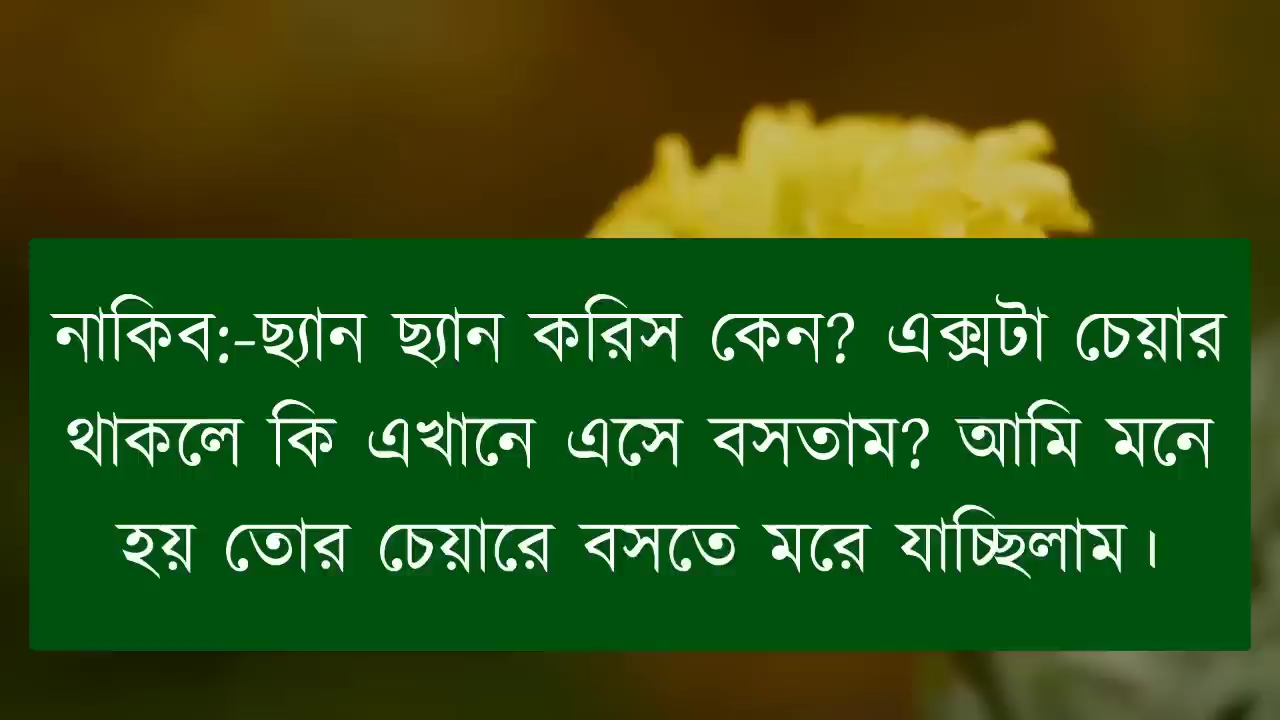 নাকিব:-ছ্যান ছ্যান করিস কেন? এক্সটা চেয়ার
থাকলে কি এখানে এসে বসতাম? আমি মনে
হয় তোর চেয়ারে বসতে মরে যাচ্ছিলাম।